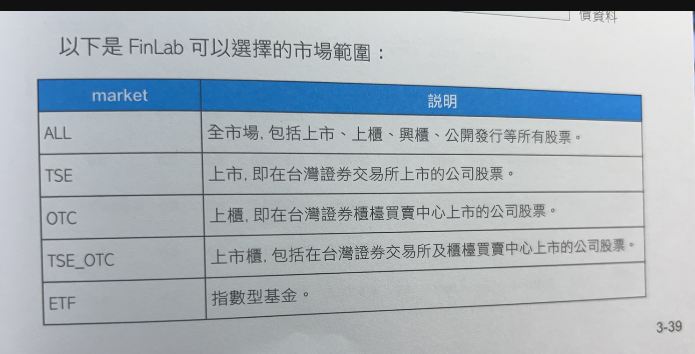 價資料
以下是 FinLab 可以選擇的市場範圍：
market 說明
ALL 全市場, 包括上市、上櫃、興櫃、公開發行等所有股票。
TSE 上市, 即在台灣證券交易所上市的公司股票。
OTC 上櫃, 即在台灣證券櫃檯買賣中心上市的公司股票。
TSE_OTC 上市櫃, 包括在台灣證券交易所及櫃檯買賣中心上市的公司股票。
ETF 指數型基金。
3-39